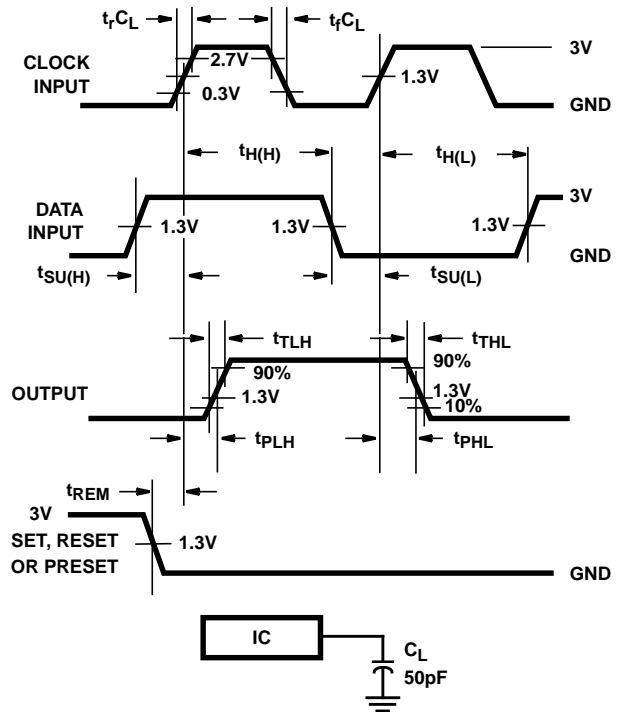 trCL
tfCL
CLOCK
INPUT
2.7V
0.3V
1.3V
3V
GND
tH(H)
tH(L)
DATA
INPUT
1.3V
1.3V
1.3V
3V
GND
tSU(H)
tSU(L)
tTLH
tTHL
90%
90%
OUTPUT
1.3V
1.3V
10%
tPLH
tPHL
tREM
3V
SET, RESET
OR PRESET
1.3V
GND
IC
CL
50pF